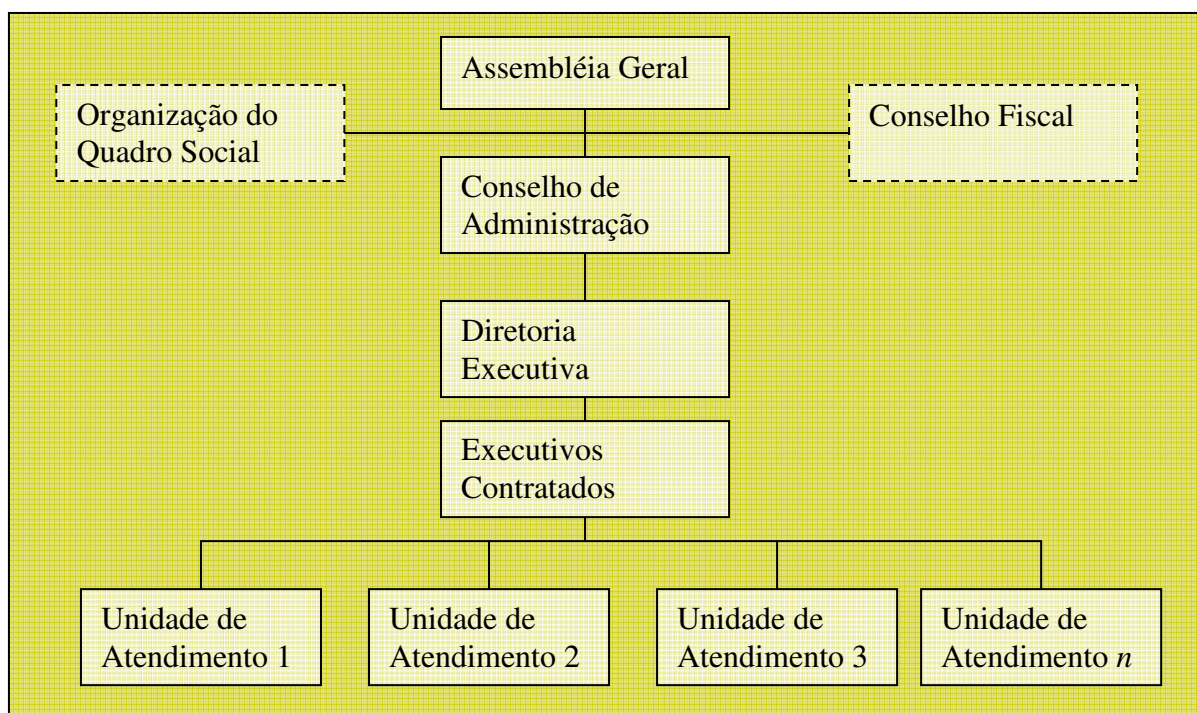 Assembléia Geral
Organização do
Quadro Social
Conselho Fiscal
Conselho de
Administração
Diretoria
Executiva
Executivos
Contratados
Unidade de
Atendimento 1
Unidade de
Atendimento 2
Unidade de
Atendimento 3
Unidade de
Atendimento n